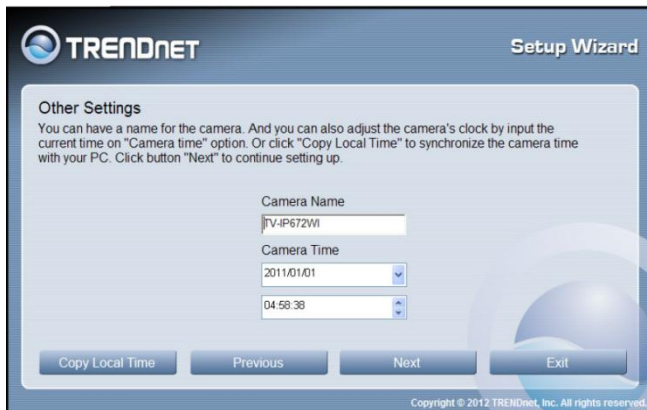 TRENDNET
Setup Wizard
Other Settings
You can have a name for the camera. And you can also adjust the camera's clock by input the
current time on "Camera time" option. Or click "Copy Local Time" to synchronize the camera time
with your PC. Click button "Next" to continue setting up.
Camera Name
TV-IP672WI
Camera Time
2011/01/01
04:58:38
Copy Local Time
Previous
Next
Exit
Copyright © 2012 TRENDnet, Inc. All rights reserved.